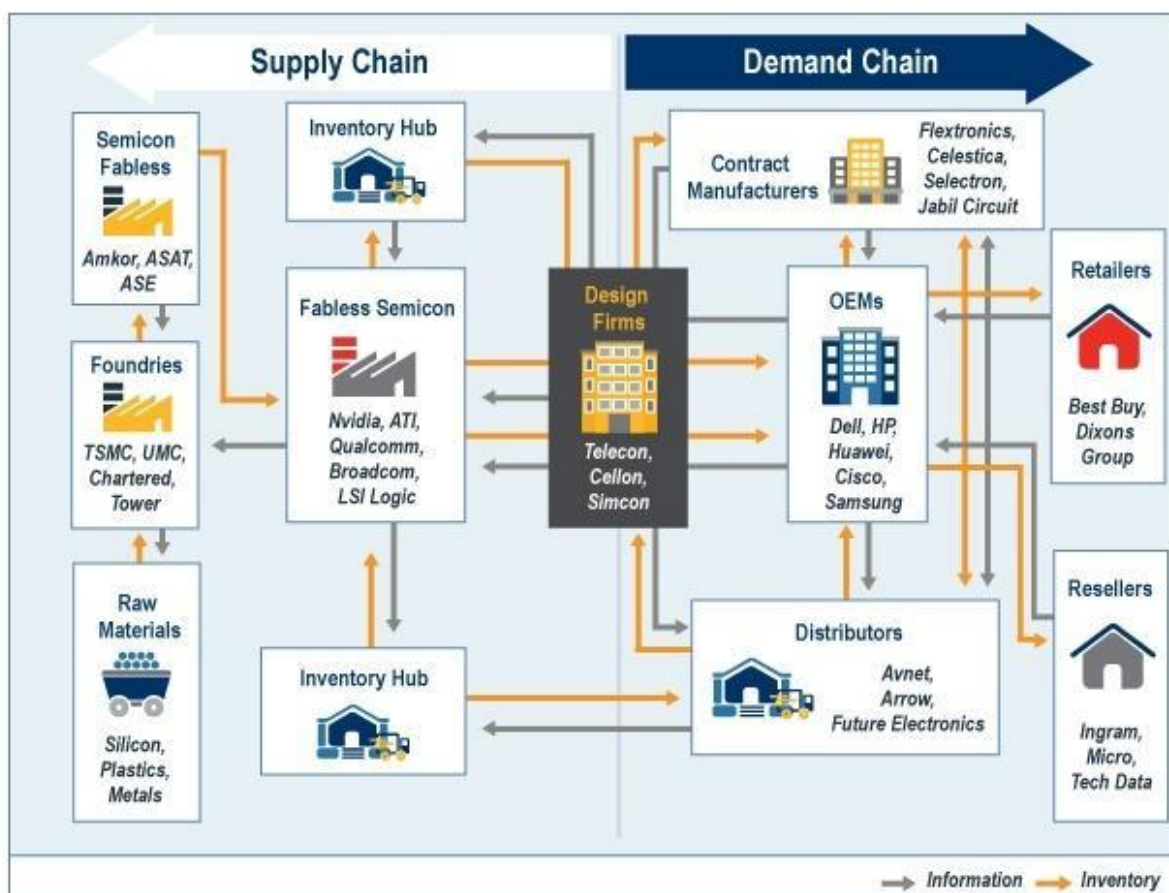 Supply Chain
Demand Chain
Semicon
Fabless
Amkor, ASAT,
ASE
Foundries
TSMC, UMC,
Chartered,
Tower
Raw
Materials
Silicon,
Plastics,
Metals
Inventory Hub
Fabless Semicon
Nvidia, ATI,
Qualcomm,
Broadcom,
LSI Logic
Inventory Hub
Design
Firms
Telecon,
Cellon,
Simcon
Contract
Manufacturers
Flextronics,
Celestica,
Selectron,
Jabil Circuit
OEMs
Dell, HP,
Huawei,
Cisco,
Samsung
Distributors
Avnet,
Arrow,
Future Electronics
Retailers
Best Buy,
Dixons
Group
Resellers
Ingram,
Micro,
Tech Data
Information
Inventory